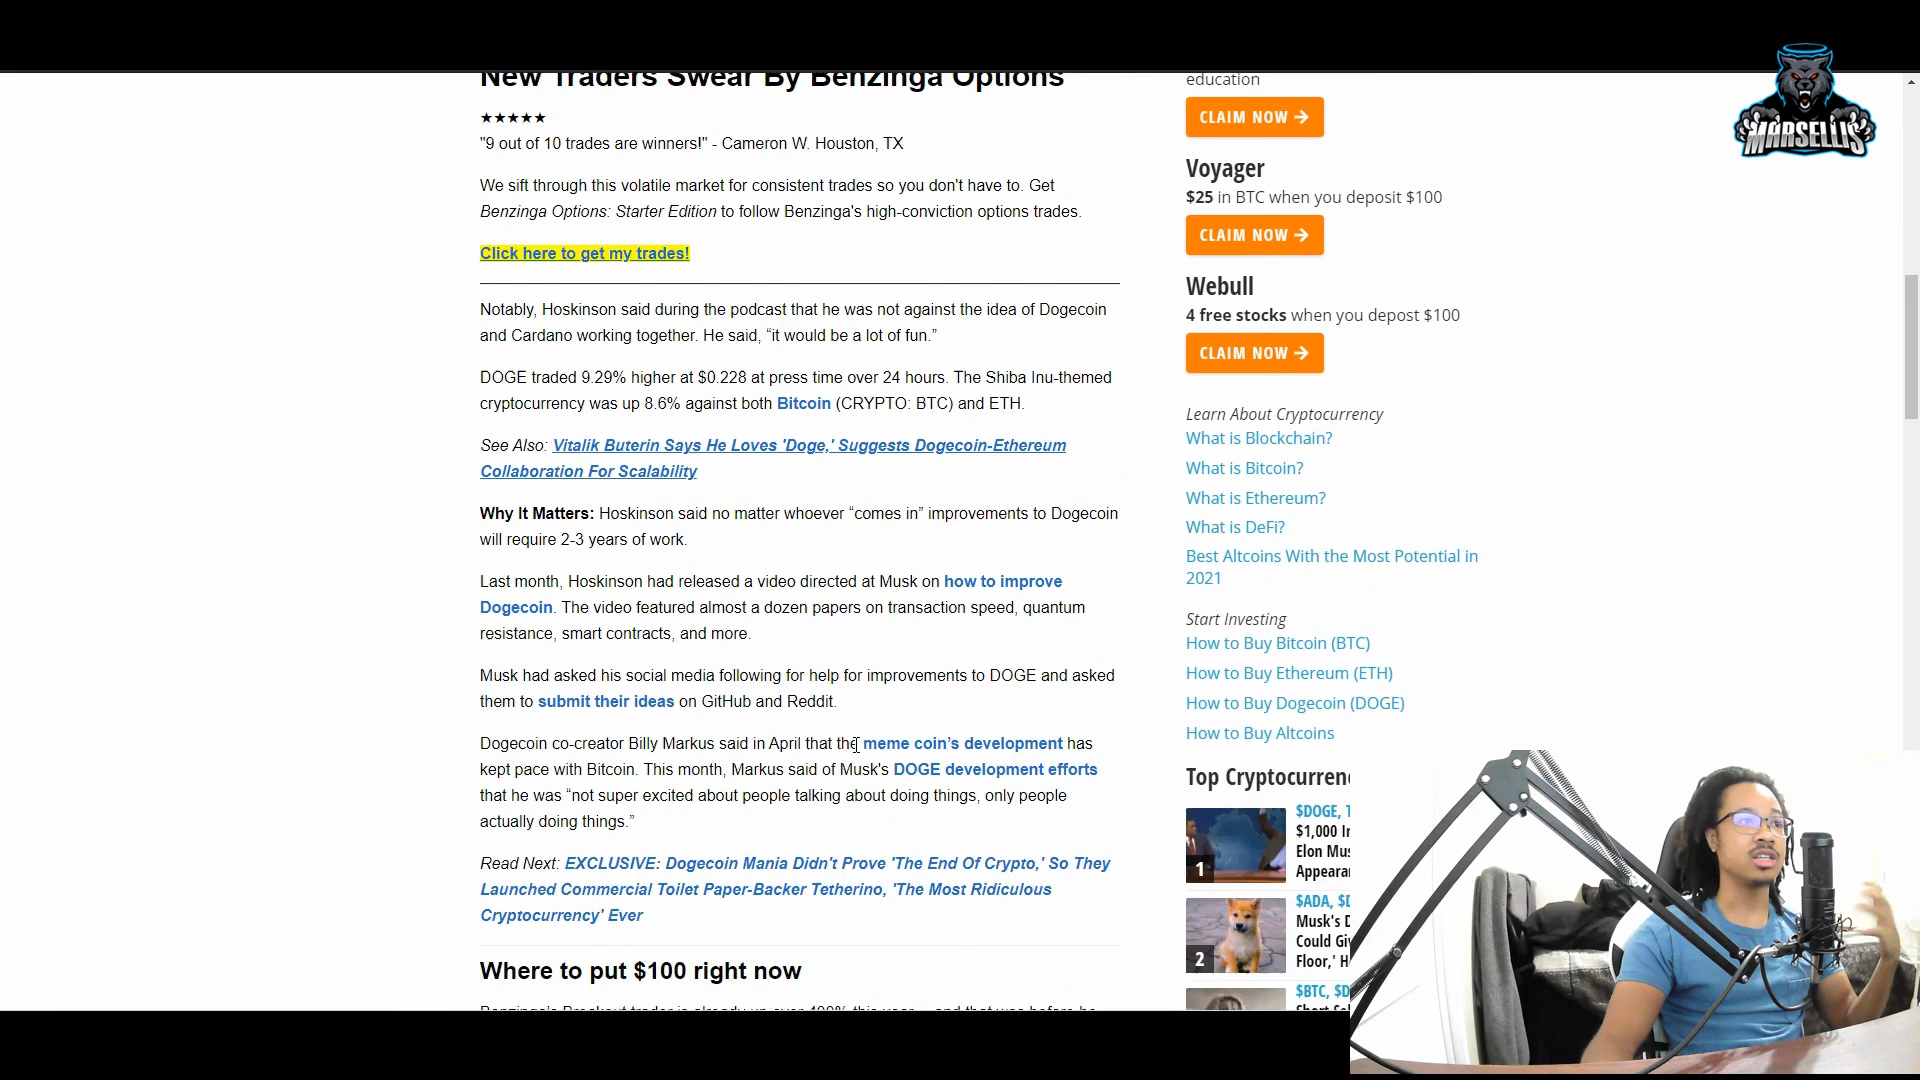 New Traders Swear By Benzinga Options
★★★★★
"9 out of 10 trades are winners!" - Cameron W. Houston, TX
We sift through this volatile market for consistent trades so you don't have to. Get
Benzinga Options: Starter Edition to follow Benzinga's high-conviction options trades.
Click here to get my trades!
Notably, Hoskinson said during the podcast that he was not against the idea of Dogecoin
and Cardano working together. He said, “it would be a lot of fun.”
DOGE traded 9.29% higher at $0.228 at press time over 24 hours. The Shiba Inu-themed
cryptocurrency was up 8.6% against both Bitcoin (CRYPTO: BTC) and ETH.
See Also: Vitalik Buterin Says He Loves 'Doge,' Suggests Dogecoin-Ethereum
Collaboration For Scalability
Why It Matters: Hoskinson said no matter whoever “comes in” improvements to Dogecoin
will require 2-3 years of work.
Last month, Hoskinson had released a video directed at Musk on how to improve
Dogecoin. The video featured almost a dozen papers on transaction speed, quantum
resistance, smart contracts, and more.
Musk had asked his social media following for help for improvements to DOGE and asked
them to submit their ideas on GitHub and Reddit.
Dogecoin co-creator Billy Markus said in April that the meme coin’s development has
kept pace with Bitcoin. This month, Markus said of Musk's DOGE development efforts
that he was “not super excited about people talking about doing things, only people
actually doing things.”
Read Next: EXCLUSIVE: Dogecoin Mania Didn't Prove 'The End Of Crypto,' So They
Launched Commercial Toilet Paper-Backer Tetherino, 'The Most Ridiculous
Cryptocurrency' Ever
Where to put $100 right now
education
CLAIM NOW →
Voyager
$25 in BTC when you deposit $100
CLAIM NOW →
Webull
4 free stocks when you depost $100
CLAIM NOW →
Learn About Cryptocurrency
What is Blockchain?
What is Bitcoin?
What is Ethereum?
What is DeFi?
Best Altcoins With the Most Potential in
2021
Start Investing
How to Buy Bitcoin (BTC)
How to Buy Ethereum (ETH)
How to Buy Dogecoin (DOGE)
How to Buy Altcoins
Top Cryptocurren
1
$DOGE, T
$1,000 In
Elon Mus
Appeara
2
$ADA, $D
Musk's D
Could Gi
Floor,' H
$BTC, $D
MARSELLIS